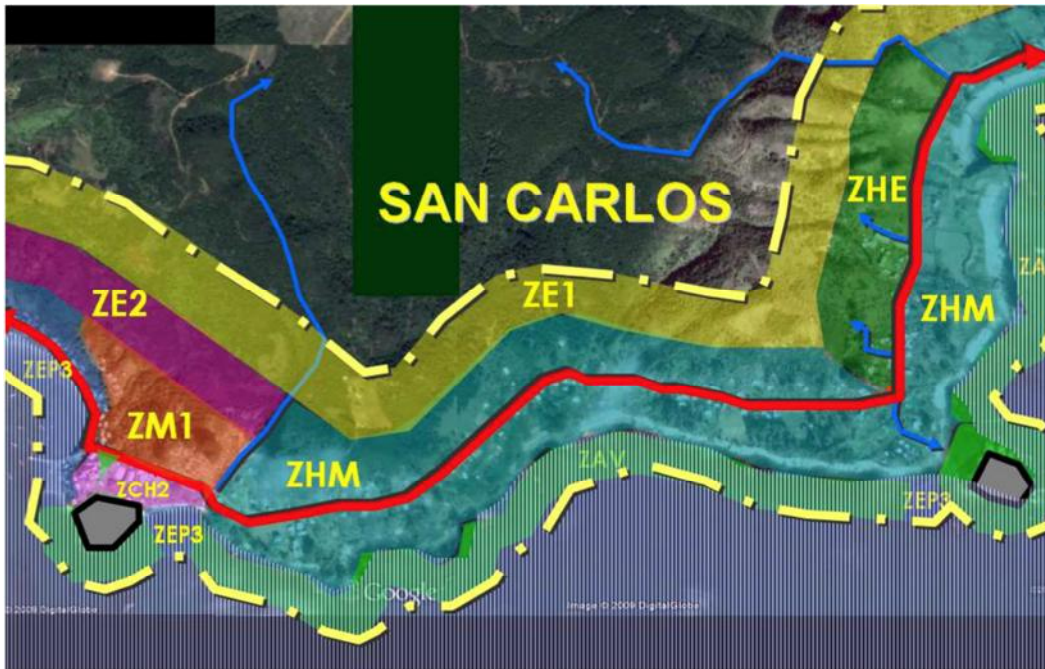 SAN CARLOS
ZHE
ZA
ZE2
ZE1
ZHM
ZEP3
ZM1
ZHM
ZAV
ZCH2
ZEP3
ZEP3
Google
© 2009 DigitalGlobe
Image © 2009 DigitalGlobe